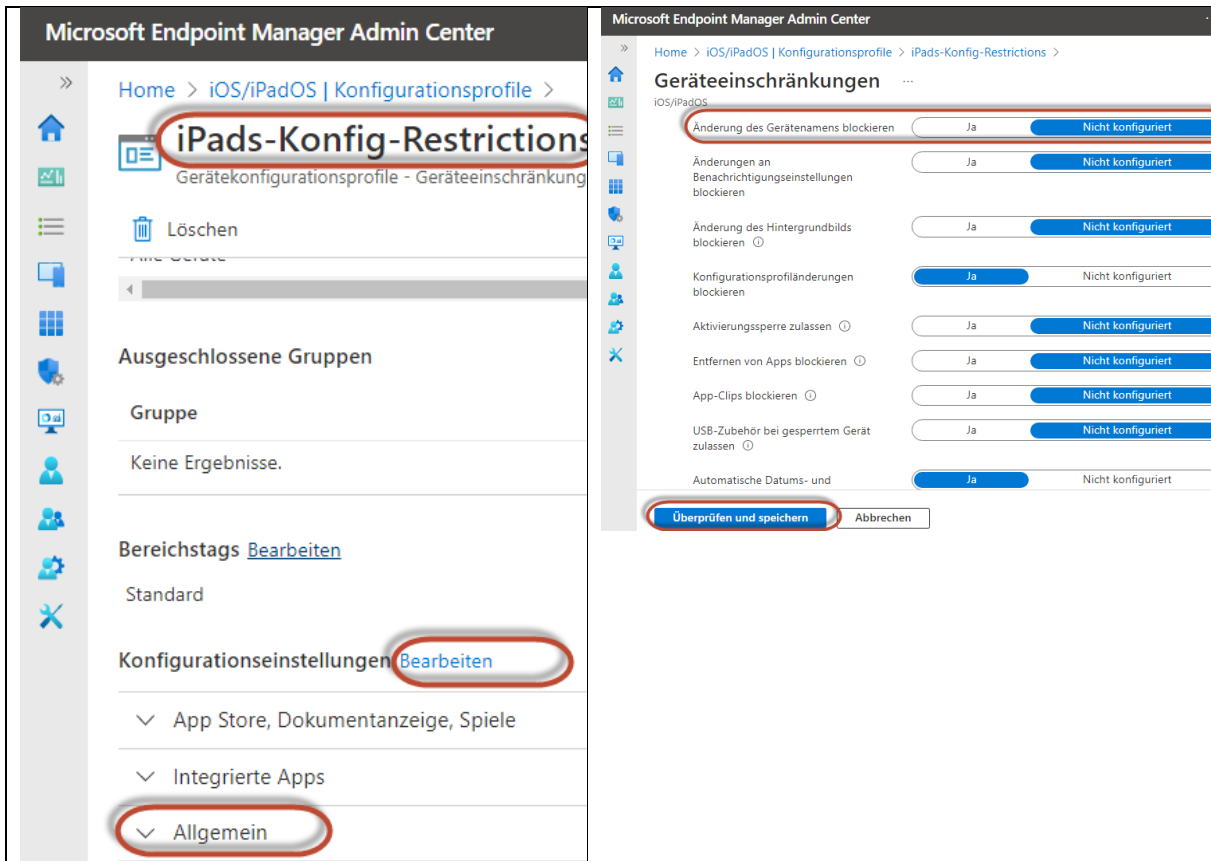 Microsoft Endpoint Manager Admin Center
Home > iOS/iPadOS | Konfigurationsprofile >
iPads-Konfig-Restrictions
Gerätekonfigurationsprofile - Geräteeinschränkung
Löschen
Alle Geräte
Ausgeschlossene Gruppen
Gruppe
Keine Ergebnisse.
Bereichstags Bearbeiten
Standard
Konfigurationseinstellungen Bearbeiten
App Store, Dokumentanzeige, Spiele
Integrierte Apps
Allgemein
Microsoft Endpoint Manager Admin Center
Home > iOS/iPadOS | Konfigurationsprofile > iPads-Konfig-Restrictions >
Geräteeinschränkungen ...
iOS/iPadOS
Änderung des Gerätenamens blockieren Ja Nicht konfiguriert
Änderungen an Ja Nicht konfiguriert
Benachrichtigungseinstellungen
blockieren
Änderung des Hintergrundbilds Ja Nicht konfiguriert
blockieren
Konfigurationsprofiländerungen Ja Nicht konfiguriert
blockieren
Aktivierungssperre zulassen Ja Nicht konfiguriert
Entfernen von Apps blockieren Ja Nicht konfiguriert
App-Clips blockieren Ja Nicht konfiguriert
USB-Zubehör bei gesperrtem Gerät Ja Nicht konfiguriert
zulassen
Automatische Datums- und Ja Nicht konfiguriert
Überprüfen und speichern Abbrechen